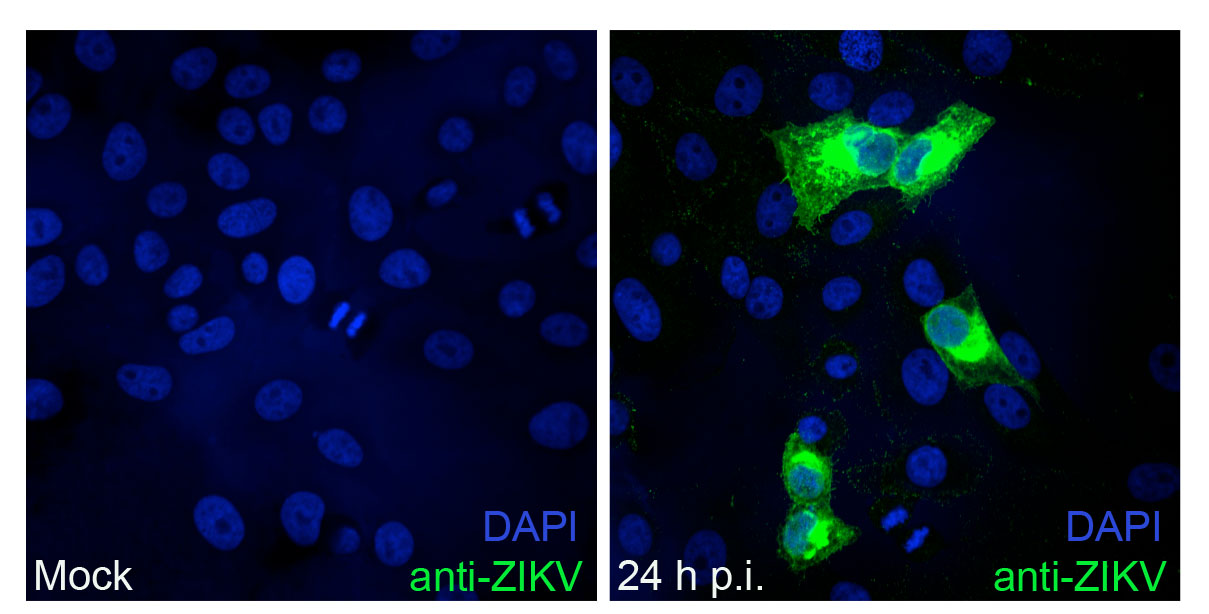 DAPI
Mock anti-ZIKV
DAPI
24 h p.i. anti-ZIKV